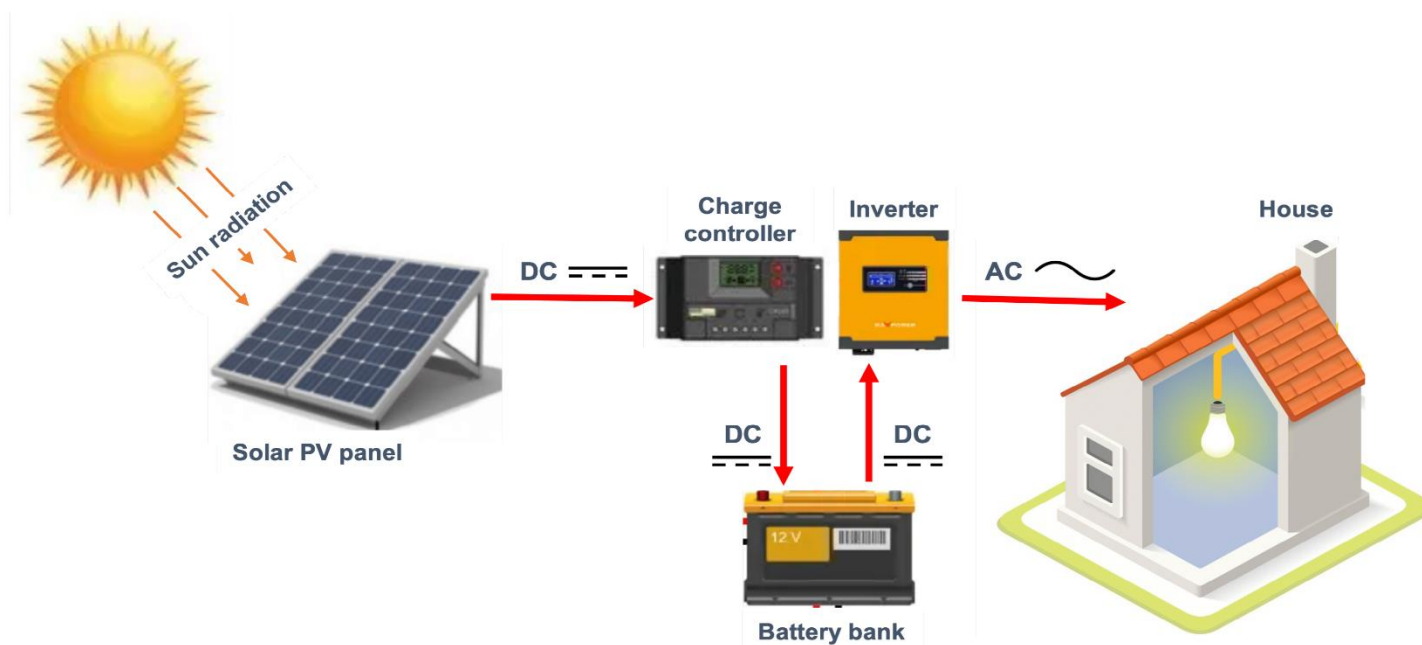 Sun radiation
Solar PV panel
DC
Charge
controller
Inverter
AC
House
DC
DC
12 V
Battery bank